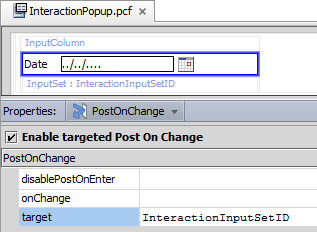 InteractionPopup.pcf
InputColumn
Date ../../....
InputSet : InteractionInputSetID
Properties: PostOnChange
Enable targeted Post On Change
PostOnChange
disablePostOnEnter
onChange
target InteractionInputSetID